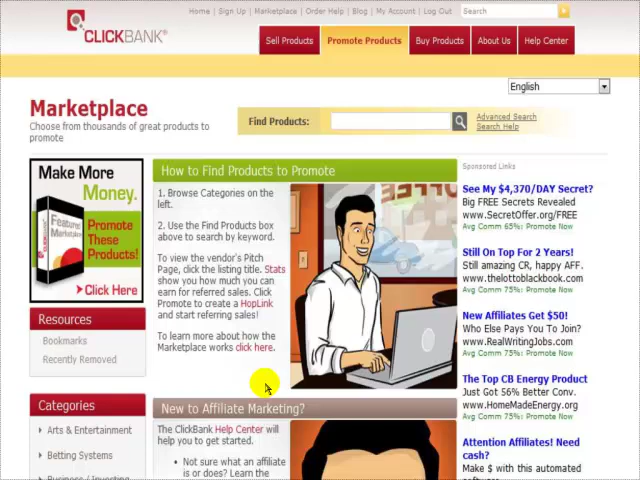 Home | Sign Up | Marketplace | Order Help | Blog | My Account | Log Out
Search
CLICKBANK®
Sell Products
Promote Products
Buy Products
About Us
Help Center
English
Marketplace
Choose from thousands of great products to
promote
Find Products:
Advanced Search
Search Help
Make More
Money.
Featured
Marketplace
Promote
These
Products!
Click Here
Resources
Bookmarks
Recently Removed
Categories
Arts & Entertainment
Betting Systems
Business / Investing
How to Find Products to Promote
1. Browse Categories on the
left.
2. Use the Find Products box
above to search by keyword.
To view the vendor's Pitch
Page, click the listing title. Stats
show you how much you can
earn for referred sales. Click
Promote to create a HopLink
and start referring sales!
To learn more about how the
Marketplace works click here.
New to Affiliate Marketing?
The ClickBank Help Center will
help you to get started.
• Not sure what an affiliate
is or does? Learn the
Sponsored Links
See My $4,370/DAY Secret?
Big FREE Secrets Revealed
www.SecretOffer.org/FREE
Avg Comm 65%: Promote Now
Still On Top For 2 Years!
Still amazing CR, happy AFF.
www.thelottoblackbook.com
Avg Comm 75%: Promote Now
New Affiliates Get $50!
Who Else Pays You To Join?
www.RealWritingJobs.com
Avg Comm 75%: Promote Now
The Top CB Energy Product
Just Got 56% Better Conv.
www.HomeMadeEnergy.org
Avg Comm 75%: Promote Now
Attention Affiliates! Need
cash?
Make $ with this automated
software.